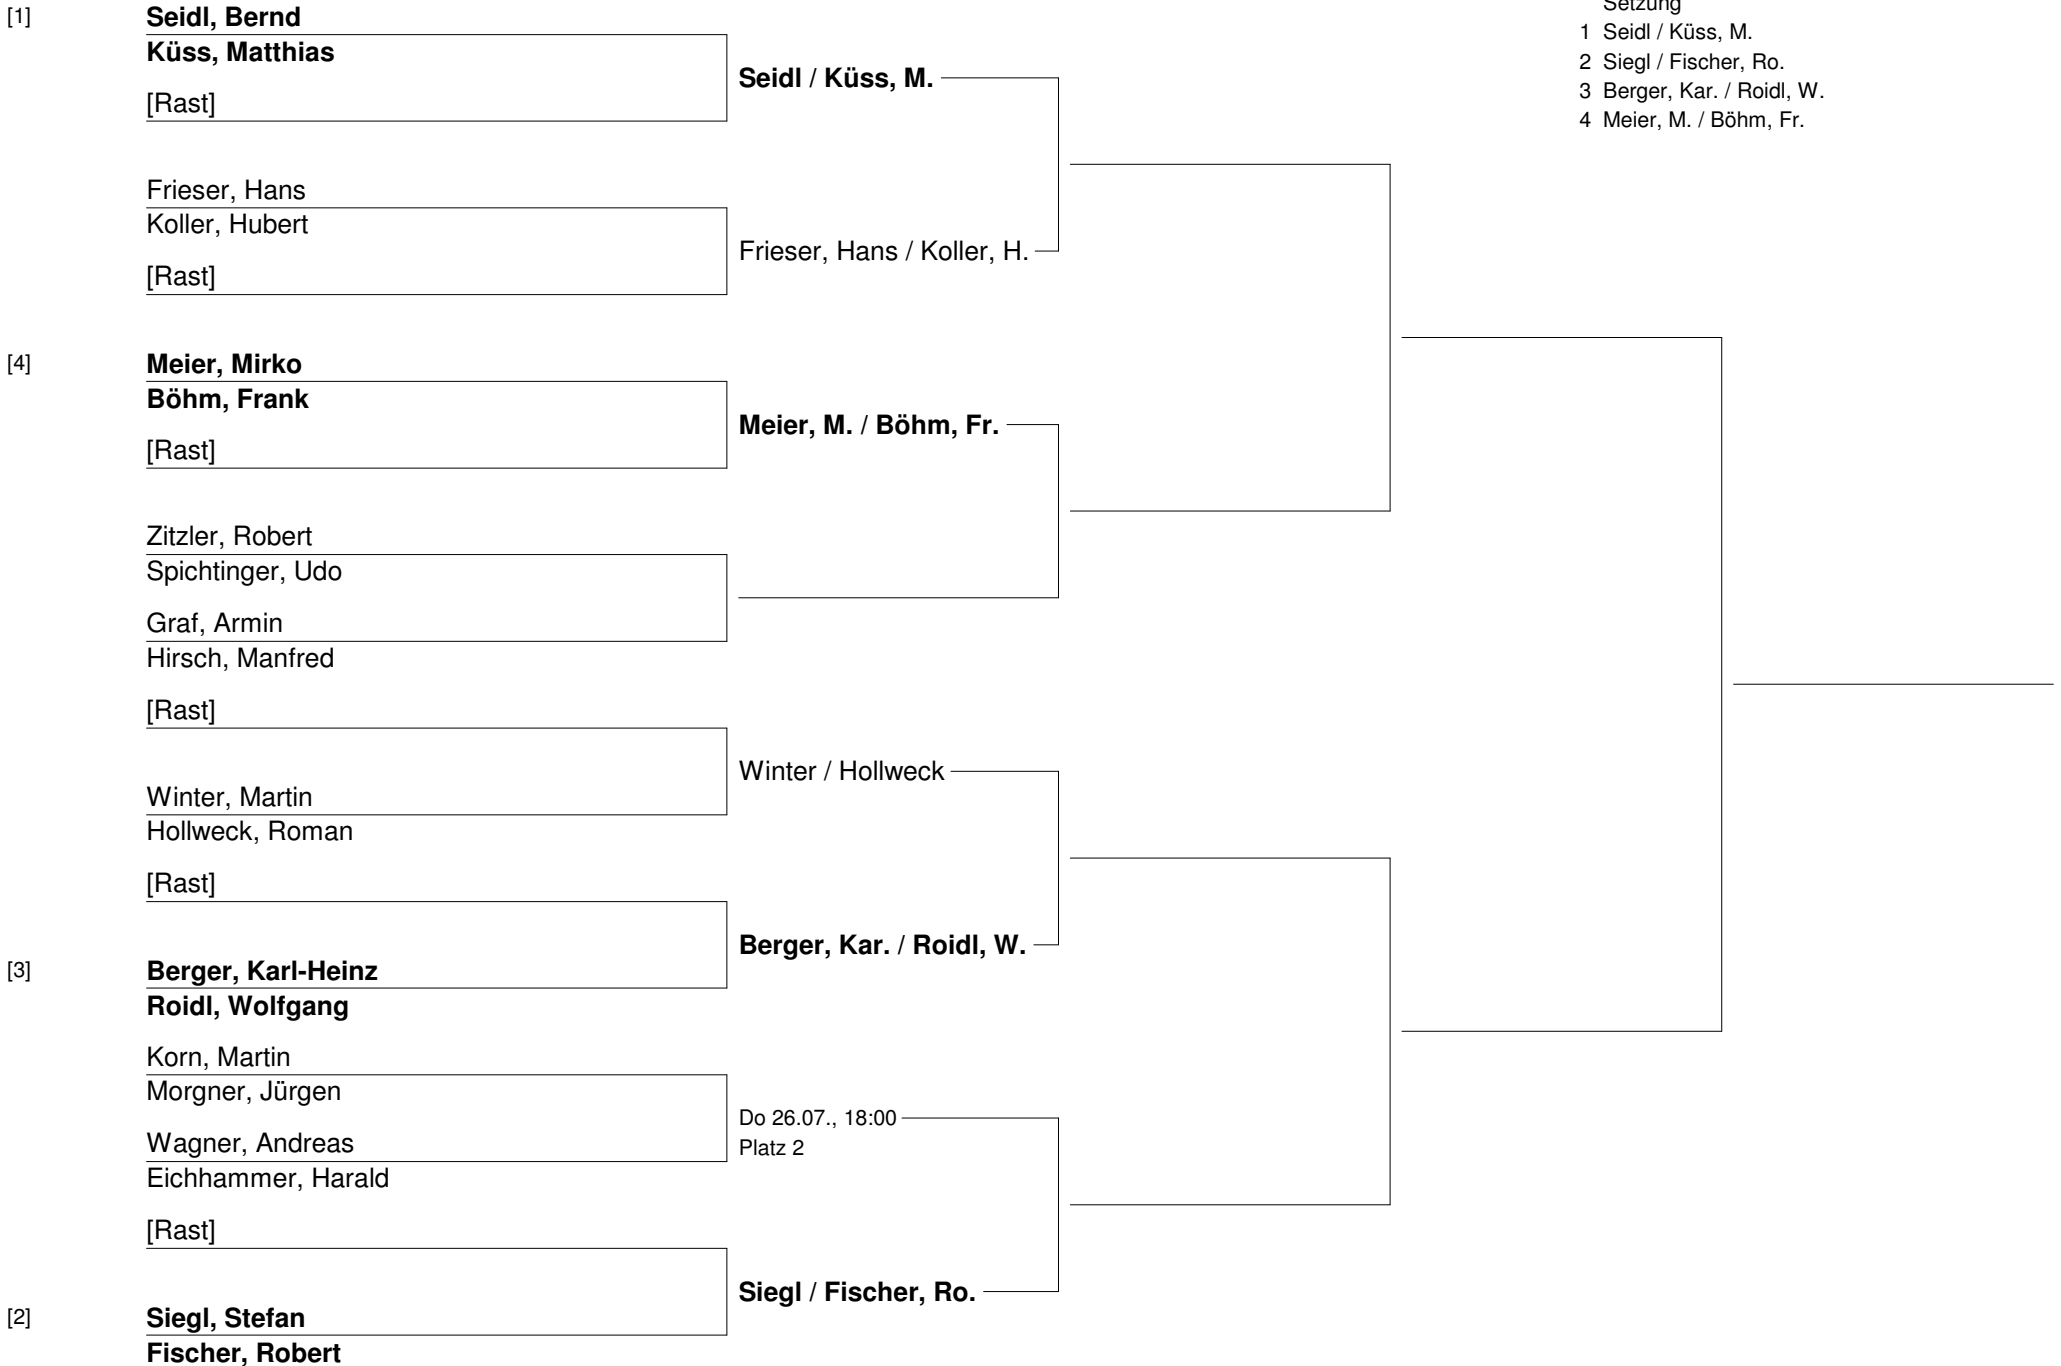 Setzung
1 Seidl / Küss, M.
2 Siegl / Fischer, Ro.
3 Berger, Kar. / Roidl, W.
4 Meier, M. / Böhm, Fr.
[1] Seidl, Bernd
Küss, Matthias
Seidl / Küss, M.
[Rast]
Frieser, Hans
Koller, Hubert
Frieser, Hans / Koller, H.
[Rast]
[4] Meier, Mirko
Böhm, Frank
Meier, M. / Böhm, Fr.
[Rast]
Zitzler, Robert
Spichtinger, Udo
Graf, Armin
Hirsch, Manfred
[Rast]
Winter / Hollweck
Winter, Martin
Hollweck, Roman
[Rast]
Berger, Kar. / Roidl, W.
[3] Berger, Karl-Heinz
Roidl, Wolfgang
Korn, Martin
Morgner, Jürgen
Do 26.07., 18:00
Platz 2
Wagner, Andreas
Eichhammer, Harald
[Rast]
Siegl / Fischer, Ro.
[2] Siegl, Stefan
Fischer, Robert